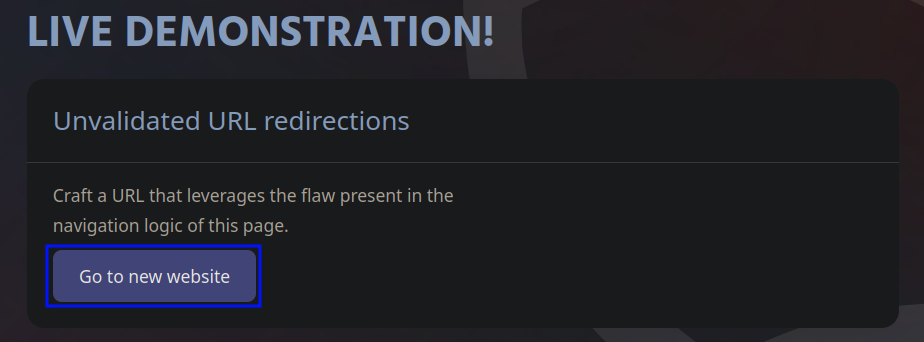 LIVE DEMONSTRATION!
Unvalidated URL redirections
Craft a URL that leverages the flaw present in the
navigation logic of this page.
Go to new website